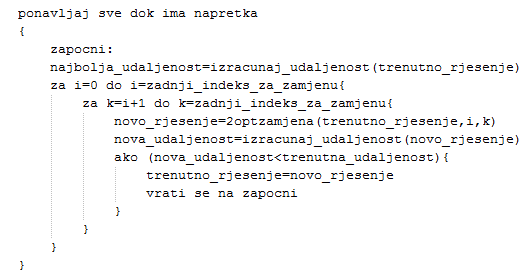 ponavljaj sve dok ima napretka
{
zapocni:
najbolja_udaljenost=izracunaj_udaljenost(trenutno_rjesenje)
za i=0 do i=zadnji_indeks_za_zamjenu{
za k=i+1 do k=zadnji_indeks_za_zamjenu{
novo_rjesenje=2optzamjena(trenutno_rjesenje,i,k)
nova_udaljenost=izracunaj_udaljenost(novo_rjesenje)
ako (nova_udaljenost<trenutna_udaljenost){
trenutno_rjesenje=novo_rjesenje
vrati se na zapocni
}
}
}
}